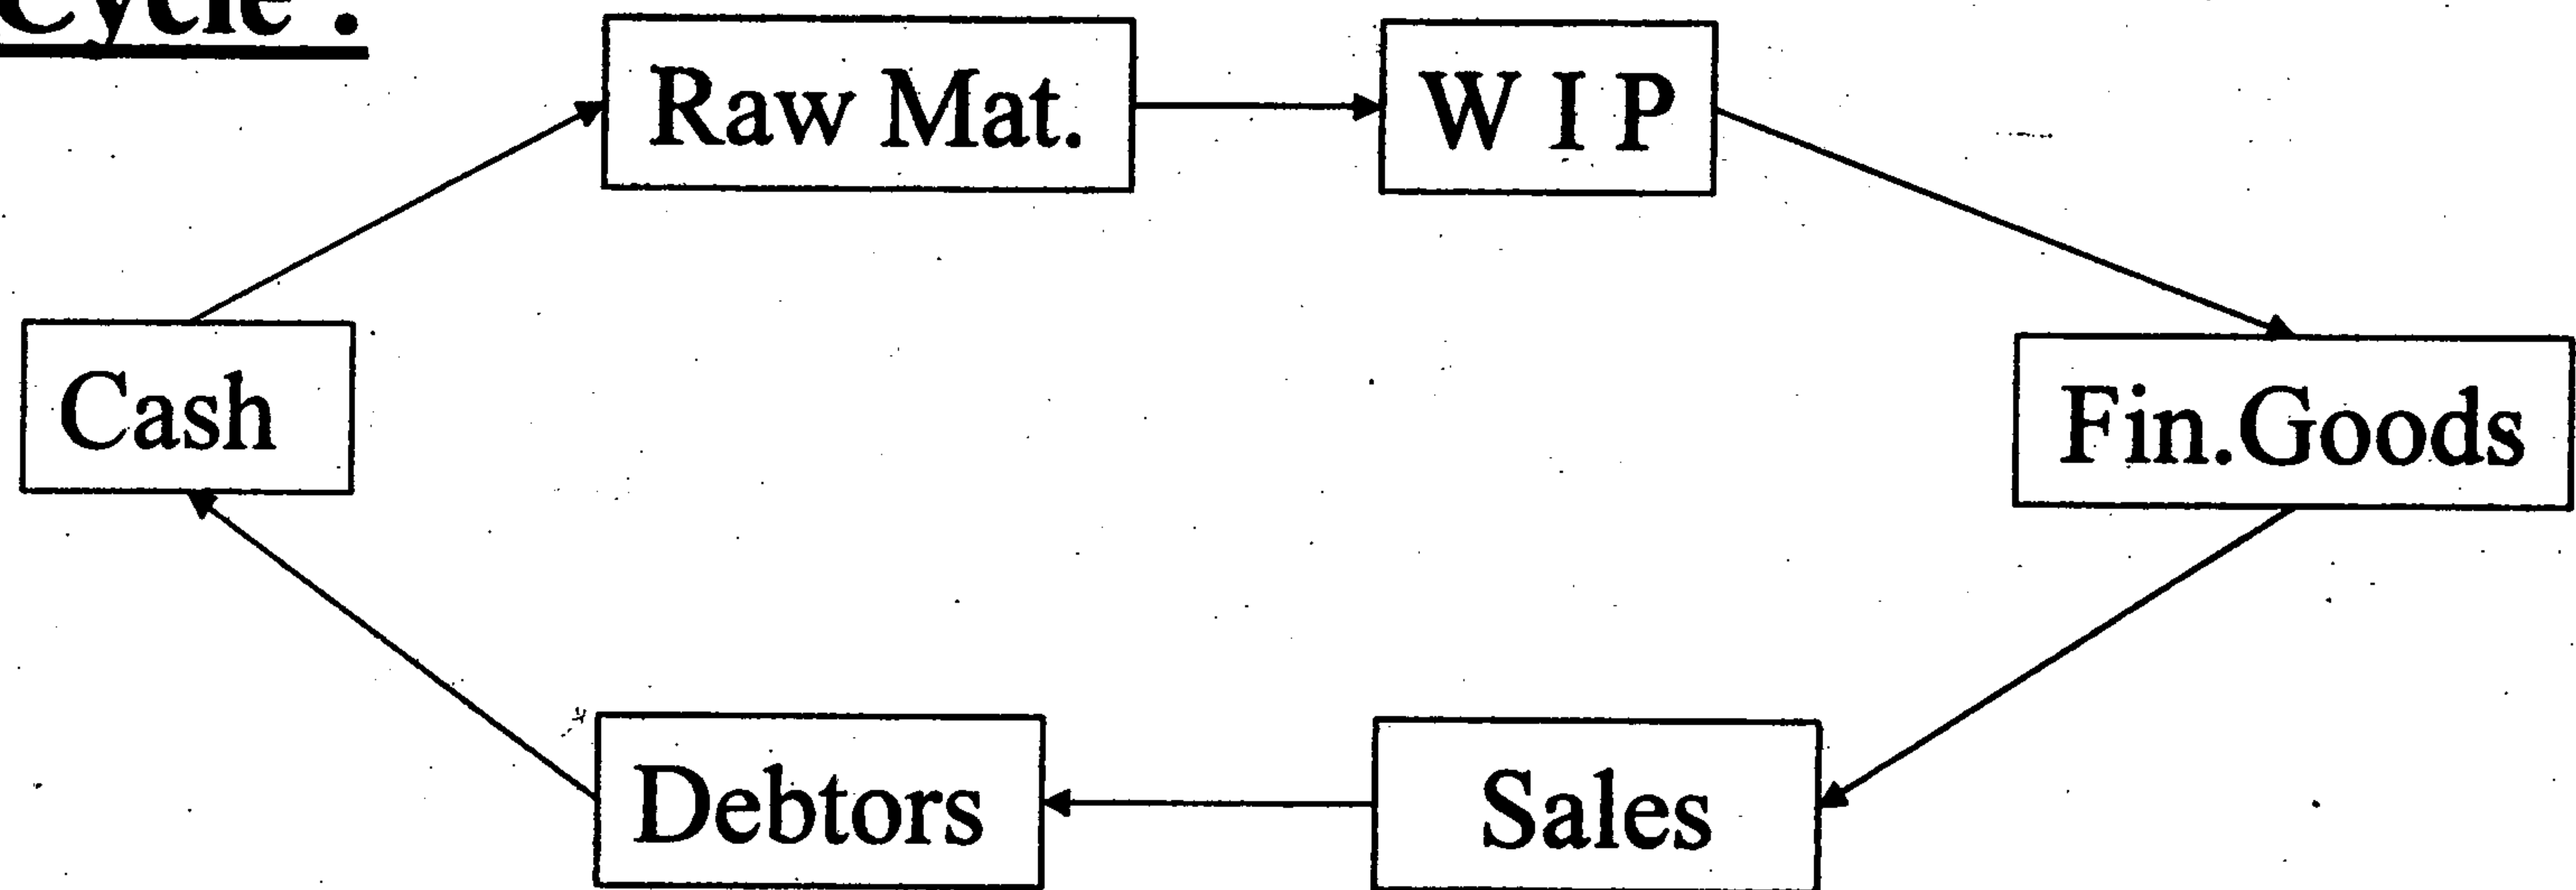 Cycle :
Raw Mat.
W I P
Cash
Fin.Goods
Debtors
Sales